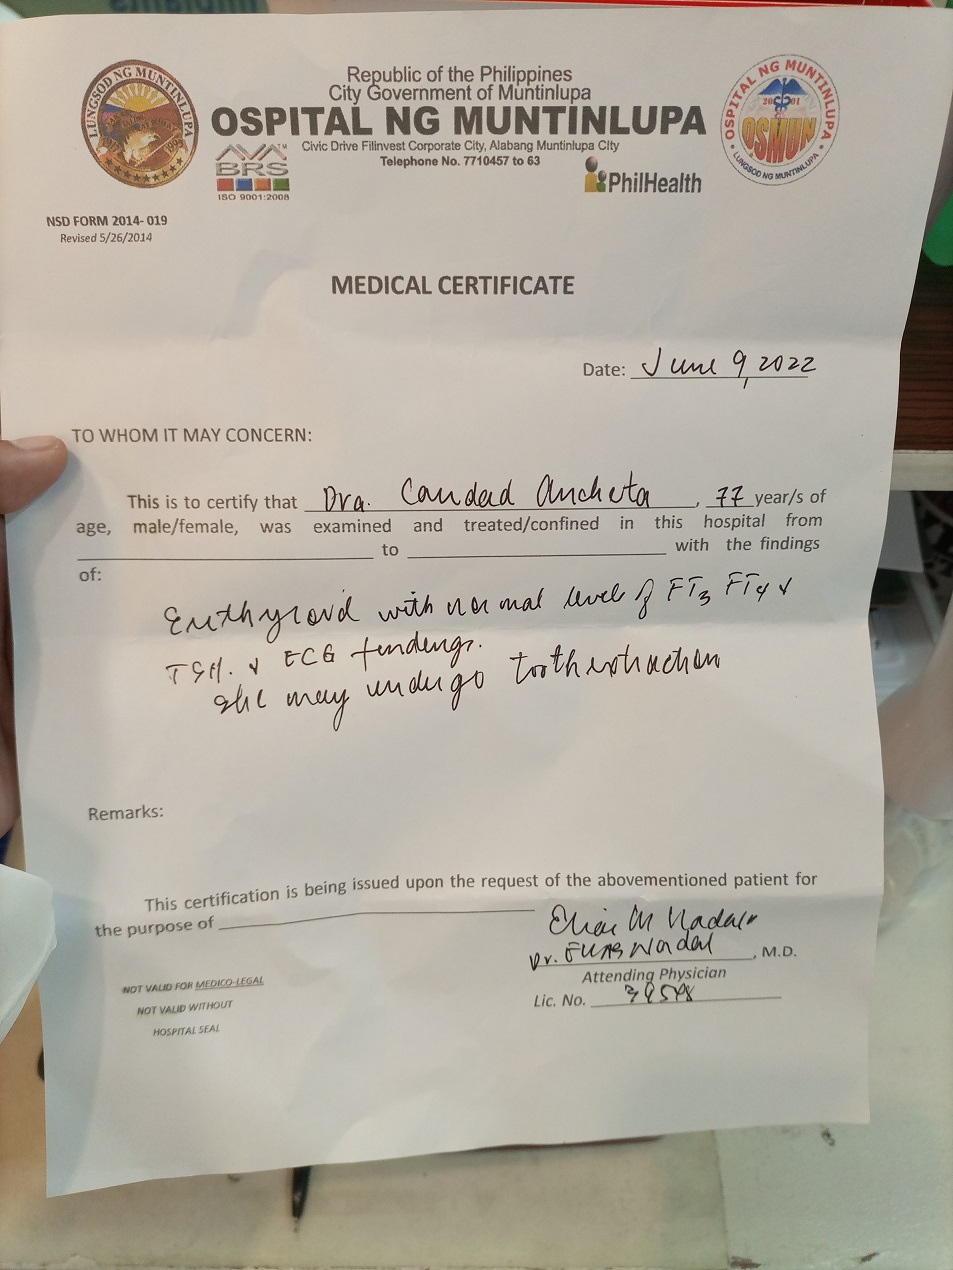 Republic of the Philippines
City Government of Muntinlupa
OSPITAL NG MUNTINLUPA
Civic Drive Filinvest Corporate City, Alabang Muntinlupa City
Telephone No. 7710457 to 63
LUNGSOD NG MUNTINLUPA
AVA™
BRS
ISO 9001:2008
PhilHealth
OSPITAL NG MUNTINLUPA
2001
OSMUN
LUNGSOD NG MUNTINLUPA
NSD FORM 2014- 019
Revised 5/26/2014
MEDICAL CERTIFICATE
Date: June 9, 2022
TO WHOM IT MAY CONCERN:
This is to certify that Dra. Candad Ancheta, 77 year/s of
age, male/female, was examined and treated/confined in this hospital from
to with the findings
of:
Euthyroid with normal levels of FT3 FT4 &
TSH. & ECG findings.
She may undergo tooth extraction
Remarks:
This certification is being issued upon the request of the abovementioned patient for
the purpose of
Nadal
Dr. Nadal, M.D.
Attending Physician
Lic. No.
NOT VALID FOR MEDICO-LEGAL
NOT VALID WITHOUT
HOSPITAL SEAL